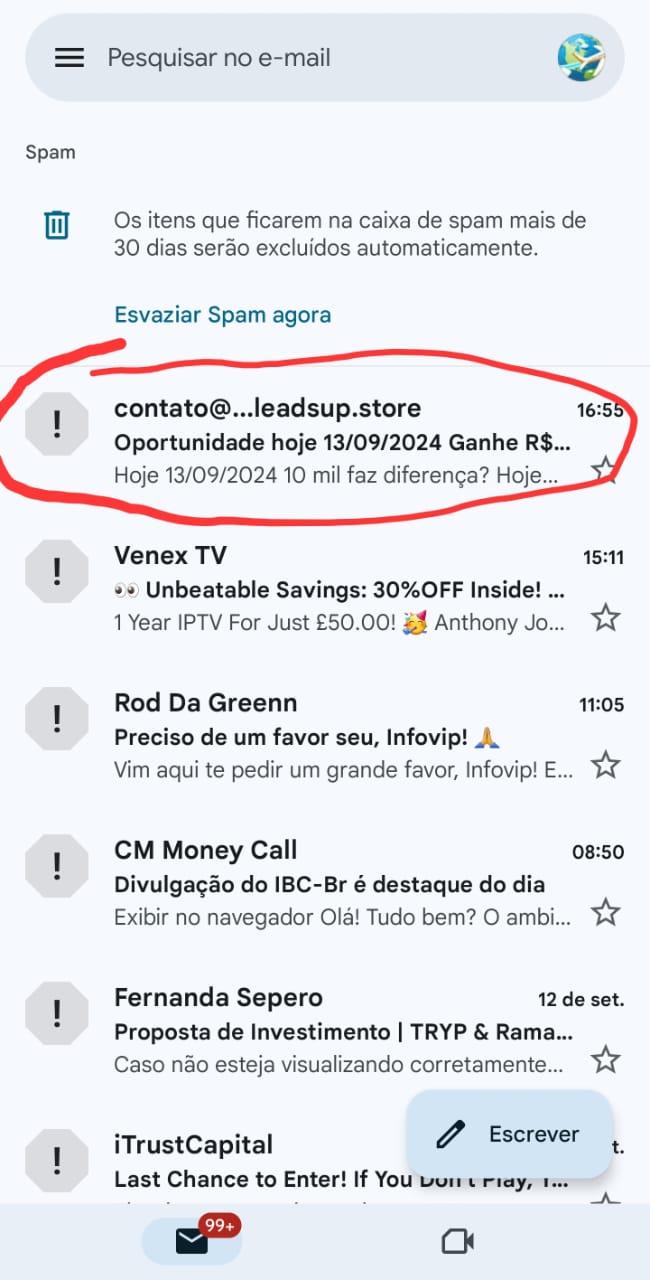 Pesquisar no e-mail
Spam
Os itens que ficarem na caixa de spam mais de
30 dias serão excluídos automaticamente.
Esvaziar Spam agora
contato@...leadsup.store
16:55
Oportunidade hoje 13/09/2024 Ganhe R$...
Hoje 13/09/2024 10 mil faz diferença? Hoje...
Venex TV
15:11
👀 Unbeatable Savings: 30%OFF Inside! ...
1 Year IPTV For Just £50.00! 🥳 Anthony Jo...
Rod Da Greenn
11:05
Preciso de um favor seu, Infovip! 🙏
Vim aqui te pedir um grande favor, Infovip! E...
CM Money Call
08:50
Divulgação do IBC-Br é destaque do dia
Exibir no navegador Olá! Tudo bem? O ambi...
Fernanda Sepero
12 de set.
Proposta de Investimento | TRYP & Rama...
Caso não esteja visualizando corretamente...
Escrever
iTrustCapital
t.
Last Chance to Enter! If You Don't Play,
99+